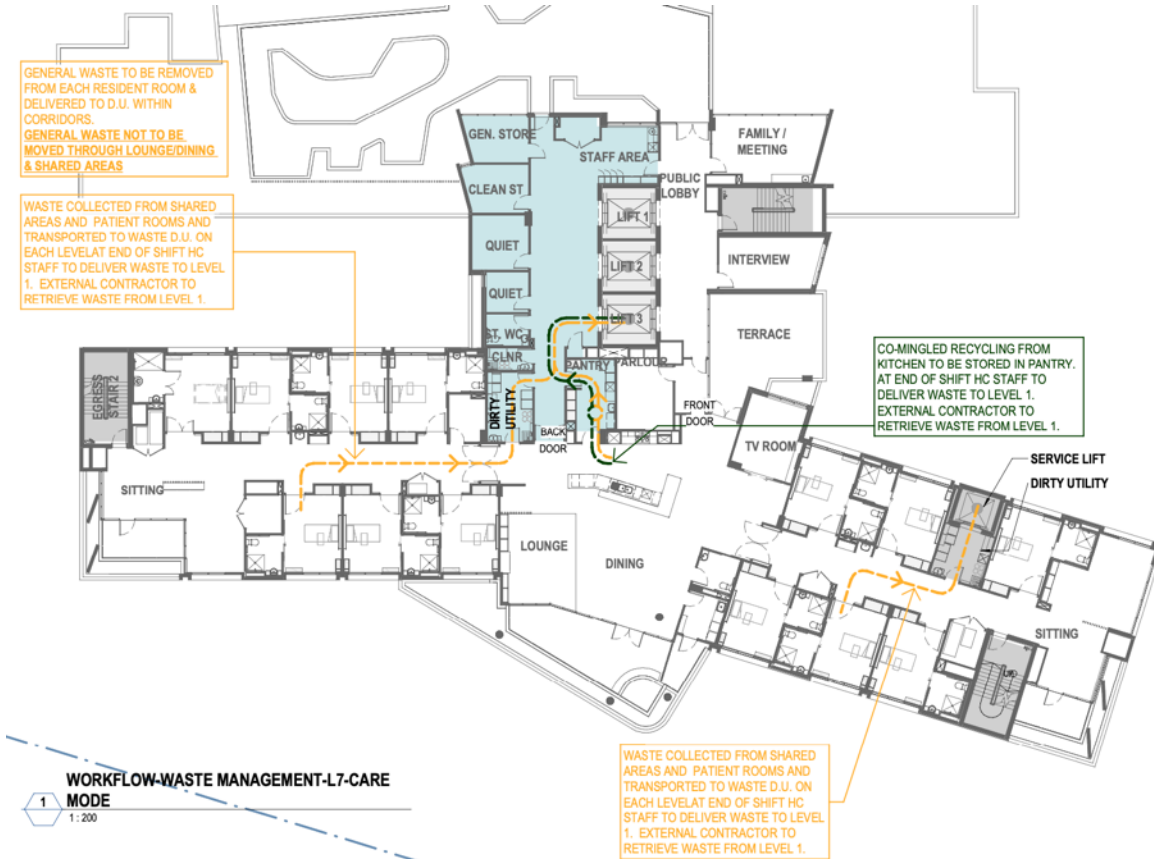 GENERAL WASTE TO BE REMOVED
FROM EACH RESIDENT ROOM &
DELIVERED TO D.U. WITHIN
CORRIDORS.
GENERAL WASTE NOT TO BE
MOVED THROUGH LOUNGE/DINING
& SHARED AREAS
WASTE COLLECTED FROM SHARED
AREAS AND PATIENT ROOMS AND
TRANSPORTED TO WASTE D.U. ON
EACH LEVELAT END OF SHIFT HC
STAFF TO DELIVER WASTE TO LEVEL
1. EXTERNAL CONTRACTOR TO
RETRIEVE WASTE FROM LEVEL 1.
GEN. STORE
STAFF AREA
FAMILY /
MEETING
PUBLIC
LOBBY
CLEAN ST
LIFT 1
QUIET
LIFT 2
INTERVIEW
QUIET
LIFT 3
ST. WC
TERRACE
CLNR
PANTRY
PARLOUR
CO-MINGLED RECYCLING FROM
KITCHEN TO BE STORED IN PANTRY.
AT END OF SHIFT HC STAFF TO
DELIVER WASTE TO LEVEL 1.
EXTERNAL CONTRACTOR TO
RETRIEVE WASTE FROM LEVEL 1.
EGRESS
STAIR 2
DIRTY
UTILITY
BACK
DOOR
FRONT
DOOR
TV ROOM
SERVICE LIFT
DIRTY UTILITY
SITTING
LOUNGE
DINING
SITTING
WASTE COLLECTED FROM SHARED
AREAS AND PATIENT ROOMS AND
TRANSPORTED TO WASTE D.U. ON
EACH LEVELAT END OF SHIFT HC
STAFF TO DELIVER WASTE TO LEVEL
1. EXTERNAL CONTRACTOR TO
RETRIEVE WASTE FROM LEVEL 1.
WORKFLOW-WASTE MANAGEMENT-L7-CARE
MODE
1
1 : 200